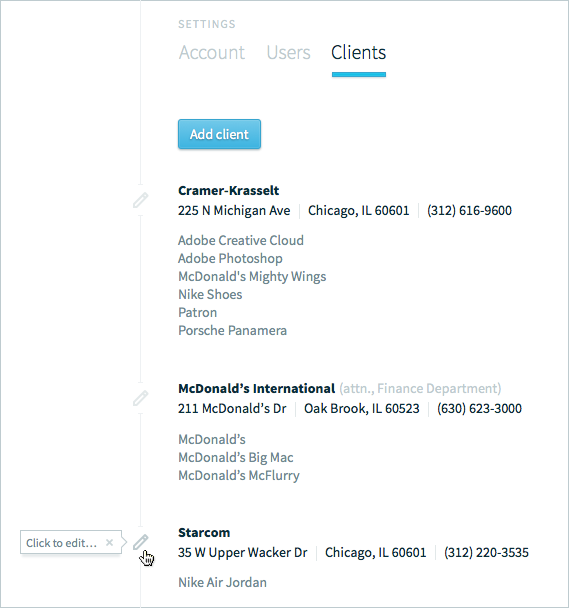 SETTINGS
Account Users Clients
Add client
Cramer-Krasselt
225 N Michigan Ave Chicago, IL 60601 (312) 616-9600
Adobe Creative Cloud
Adobe Photoshop
McDonald's Mighty Wings
Nike Shoes
Patron
Porsche Panamera
McDonald’s International (attn., Finance Department)
211 McDonald’s Dr Oak Brook, IL 60523 (630) 623-3000
McDonald’s
McDonald’s Big Mac
McDonald’s McFlurry
Starcom
Click to edit... ×
35 W Upper Wacker Dr Chicago, IL 60601 (312) 220-3535
Nike Air Jordan